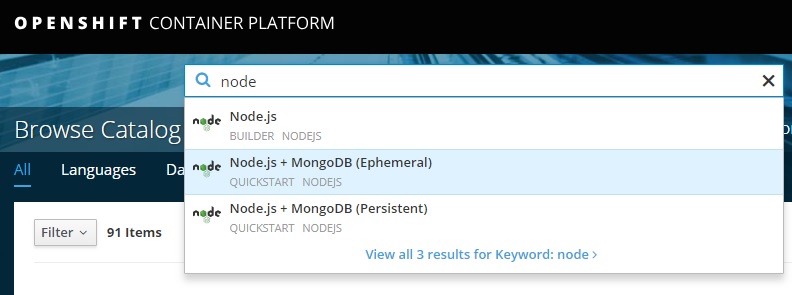 OPENSHIFT CONTAINER PLATFORM
node
node Node.js
BUILDER NODEJS
Browse Catalog
node Node.js + MongoDB (Ephemeral)
QUICKSTART NODEJS
All Languages Da
node Node.js + MongoDB (Persistent)
QUICKSTART NODEJS
Filter 91 Items
View all 3 results for Keyword: node